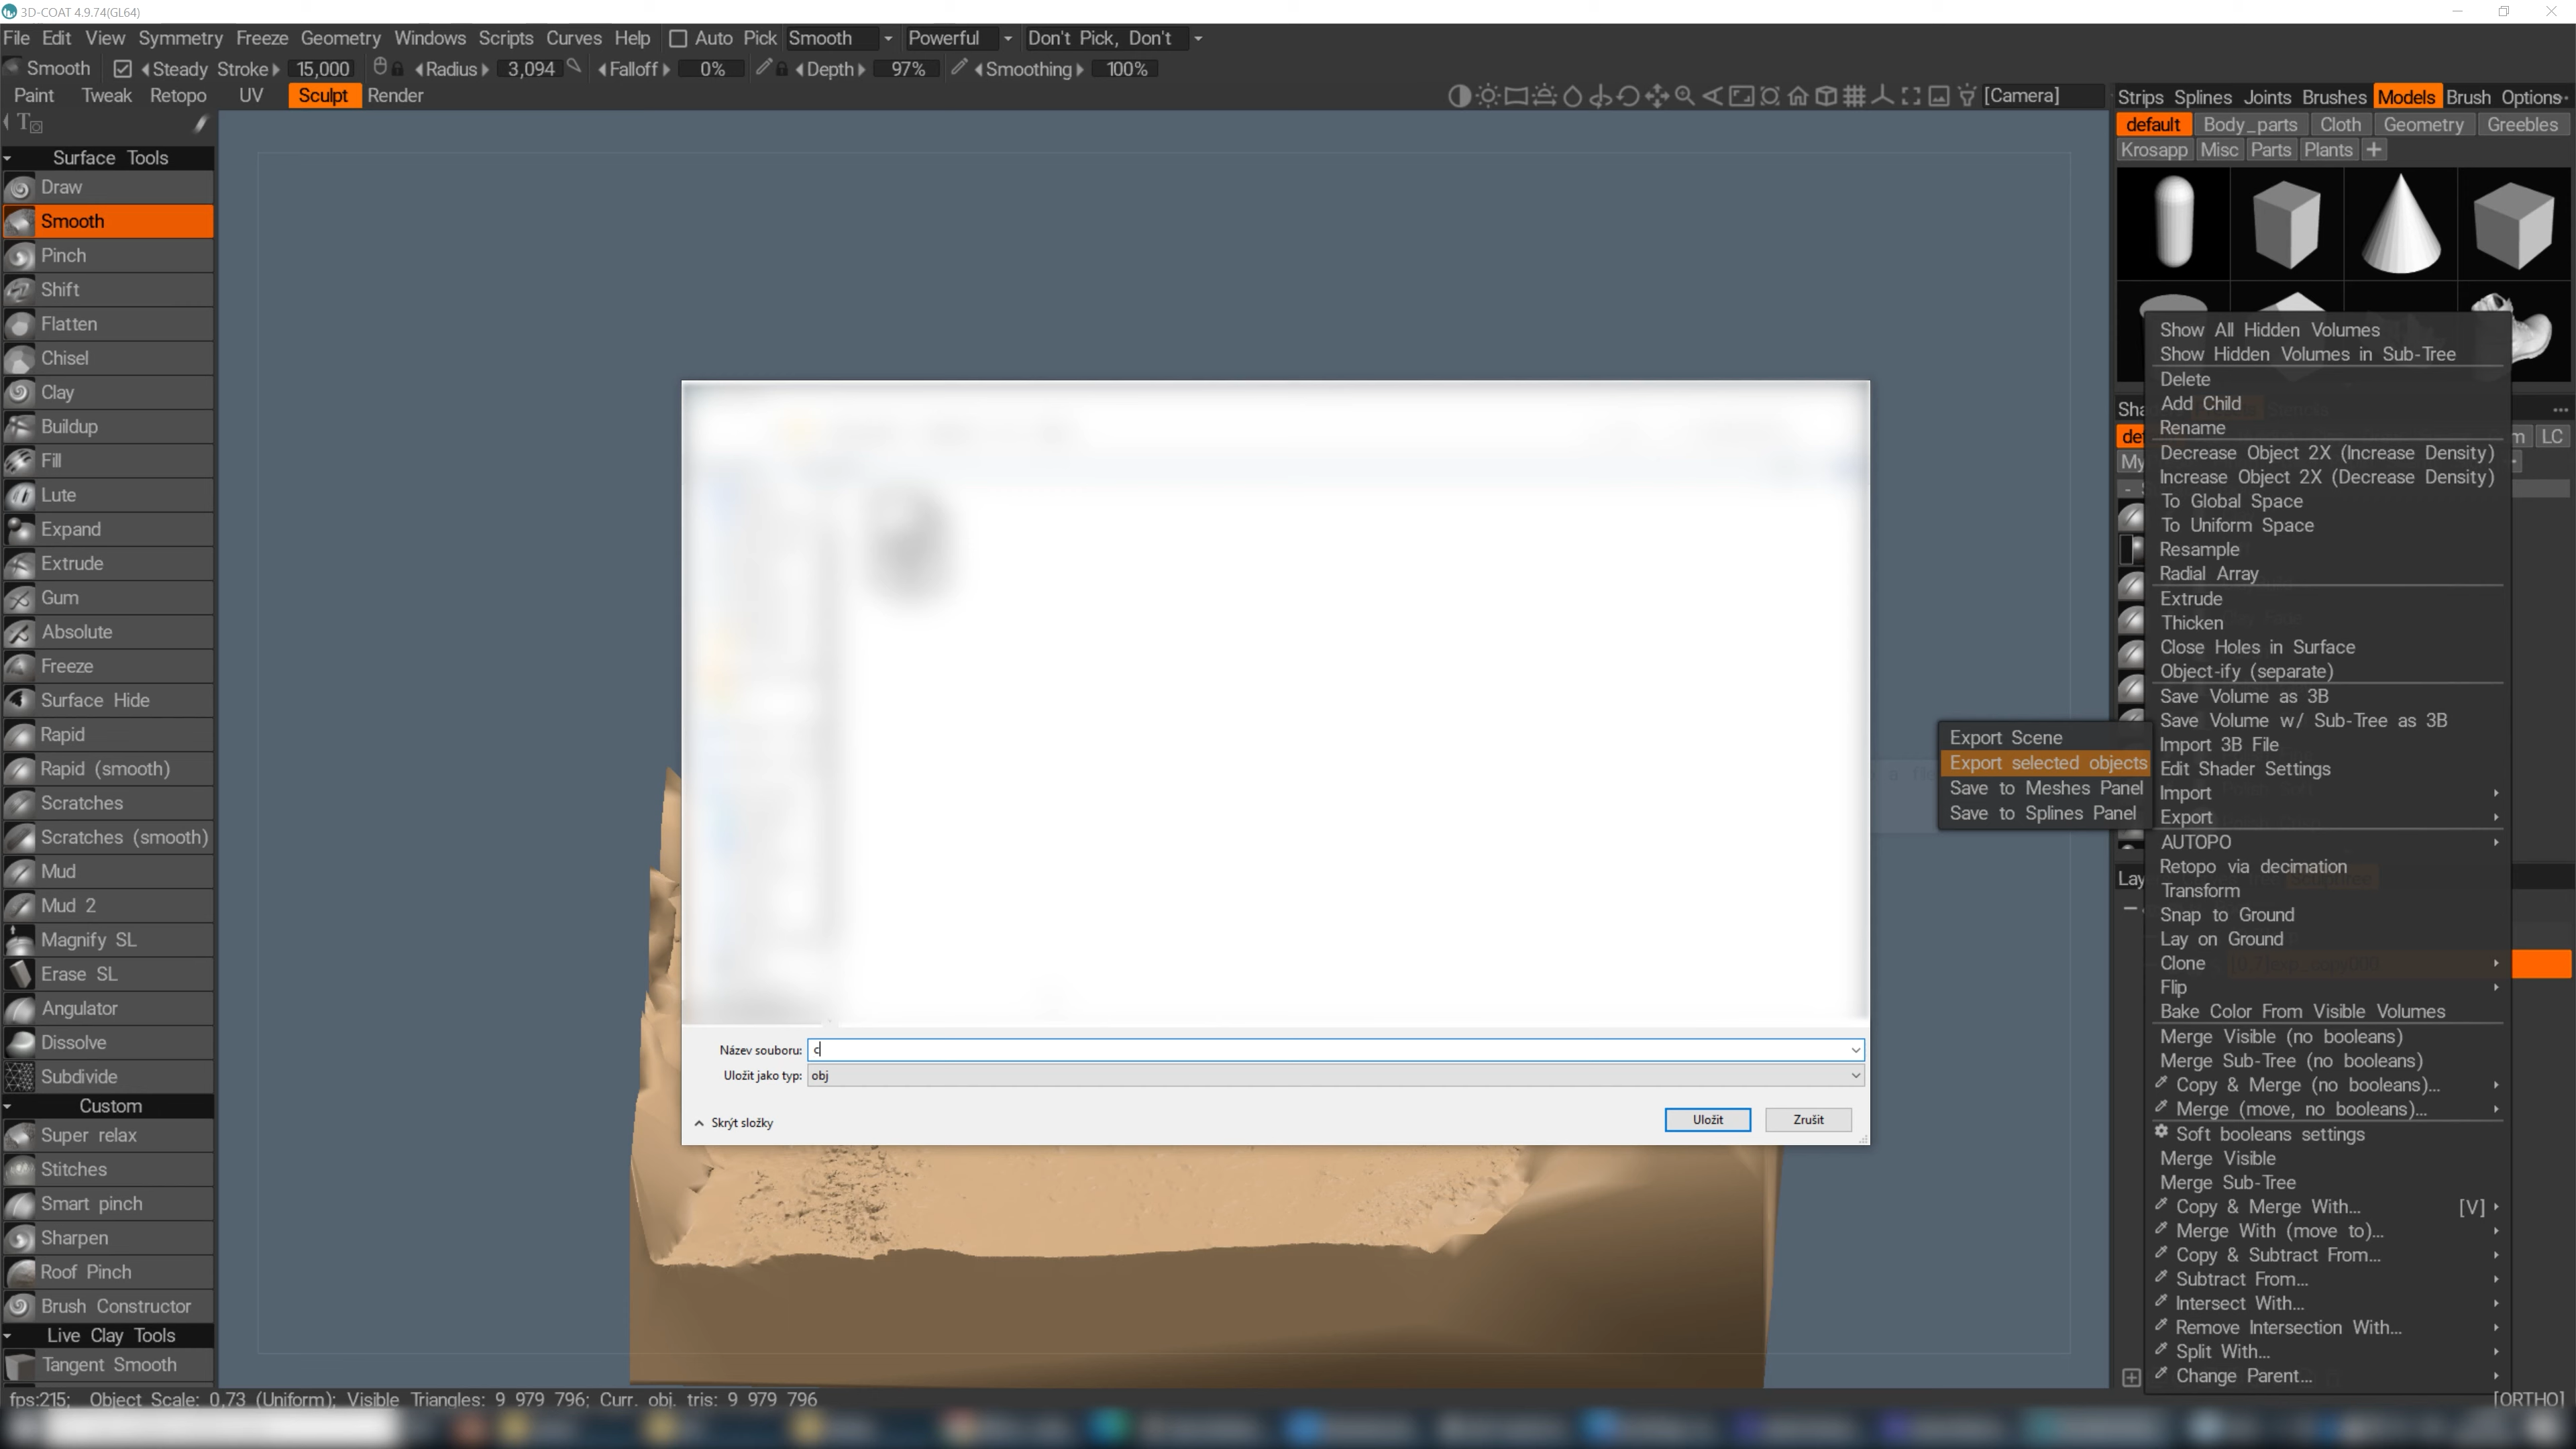 3D-COAT 4.9.74(GL64)
File Edit View Symmetry Freeze Geometry Windows Scripts Curves Help Auto Pick Smooth Powerful Don't Pick, Don't
Smooth Steady Stroke 15,000 Radius 3,094 Falloff 0% Depth 97% Smoothing 100%
Paint Tweak Retopo UV Sculpt Render [Camera]
Surface Tools
Draw
Smooth
Pinch
Shift
Flatten
Chisel
Clay
Buildup
Fill
Lute
Expand
Extrude
Gum
Absolute
Freeze
Surface Hide
Rapid
Rapid (smooth)
Scratches
Scratches (smooth)
Mud
Mud 2
Magnify SL
Erase SL
Angulator
Dissolve
Subdivide
Custom
Super relax
Stitches
Smart pinch
Sharpen
Roof Pinch
Brush Constructor
Live Clay Tools
Tangent Smooth
Název souboru: c
Uložit jako typ: obj
Skrýt složky
Uložit Zrušit
Strips Splines Joints Brushes Models Brush Options
default Body_parts Cloth Geometry Greebles
Krosapp Misc Parts Plants +
Sha
LC
My
Lay
Export Scene
Export selected objects
Save to Meshes Panel
Save to Splines Panel
Show All Hidden Volumes
Show Hidden Volumes in Sub-Tree
Delete
Add Child
Rename
Decrease Object 2X (Increase Density)
Increase Object 2X (Decrease Density)
To Global Space
To Uniform Space
Resample
Radial Array
Extrude
Thicken
Close Holes in Surface
Object-ify (separate)
Save Volume as 3B
Save Volume w/ Sub-Tree as 3B
Import 3B File
Edit Shader Settings
Import
Export
AUTOPO
Retopo via decimation
Transform
Snap to Ground
Lay on Ground
Clone
Flip
Bake Color From Visible Volumes
Merge Visible (no booleans)
Merge Sub-Tree (no booleans)
Copy & Merge (no booleans)...
Merge (move, no booleans)...
Soft booleans settings
Merge Visible
Merge Sub-Tree
Copy & Merge With... [V]
Merge With (move to)...
Copy & Subtract From...
Subtract From...
Intersect With...
Remove Intersection With...
Split With...
Change Parent...
fps:215; Object Scale: 0,73 (Uniform); Visible Triangles: 9 979 796; Curr. obj. tris: 9 979 796
[ORTHO]